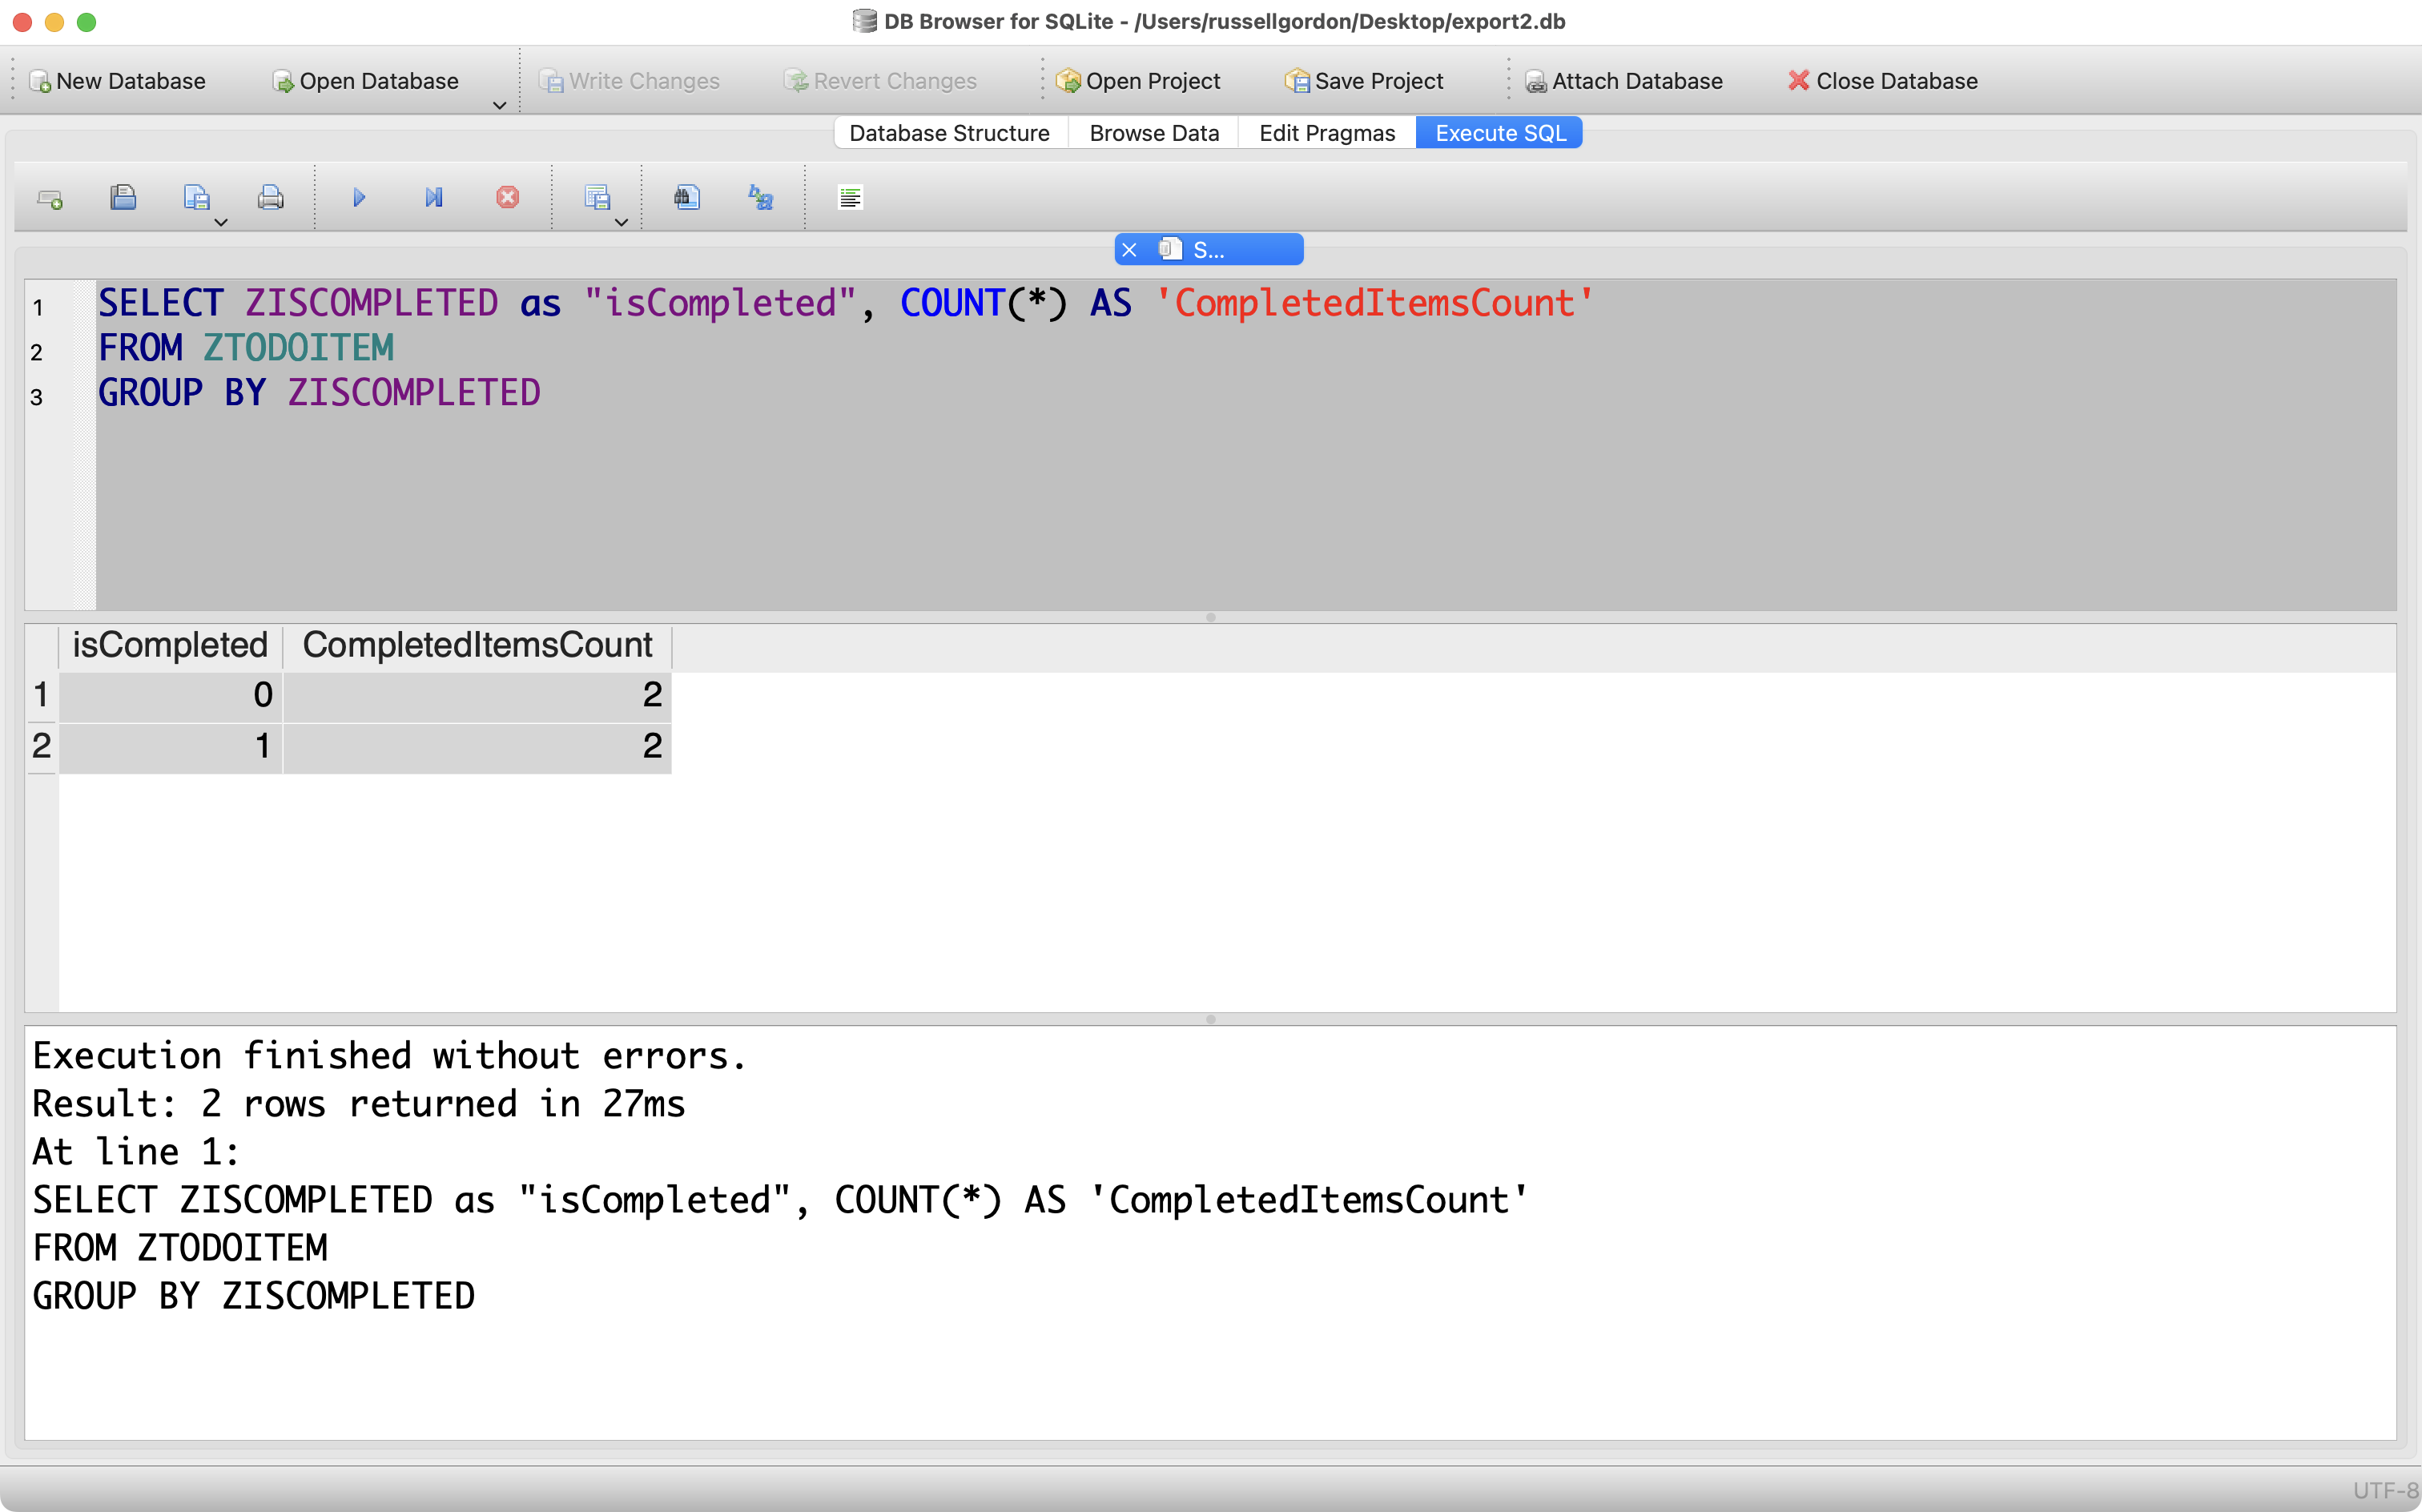 DB Browser for SQLite - /Users/russellgordon/Desktop/export2.db
New Database Open Database Write Changes Revert Changes Open Project Save Project Attach Database Close Database
Database Structure Browse Data Edit Pragmas Execute SQL
S...
1 SELECT ZISCOMPLETED as "isCompleted", COUNT(*) AS 'CompletedItemsCount'
2 FROM ZTODOITEM
3 GROUP BY ZISCOMPLETED
isCompleted CompletedItemsCount
1 0 2
2 1 2
Execution finished without errors.
Result: 2 rows returned in 27ms
At line 1:
SELECT ZISCOMPLETED as "isCompleted", COUNT(*) AS 'CompletedItemsCount'
FROM ZTODOITEM
GROUP BY ZISCOMPLETED
UTF-8